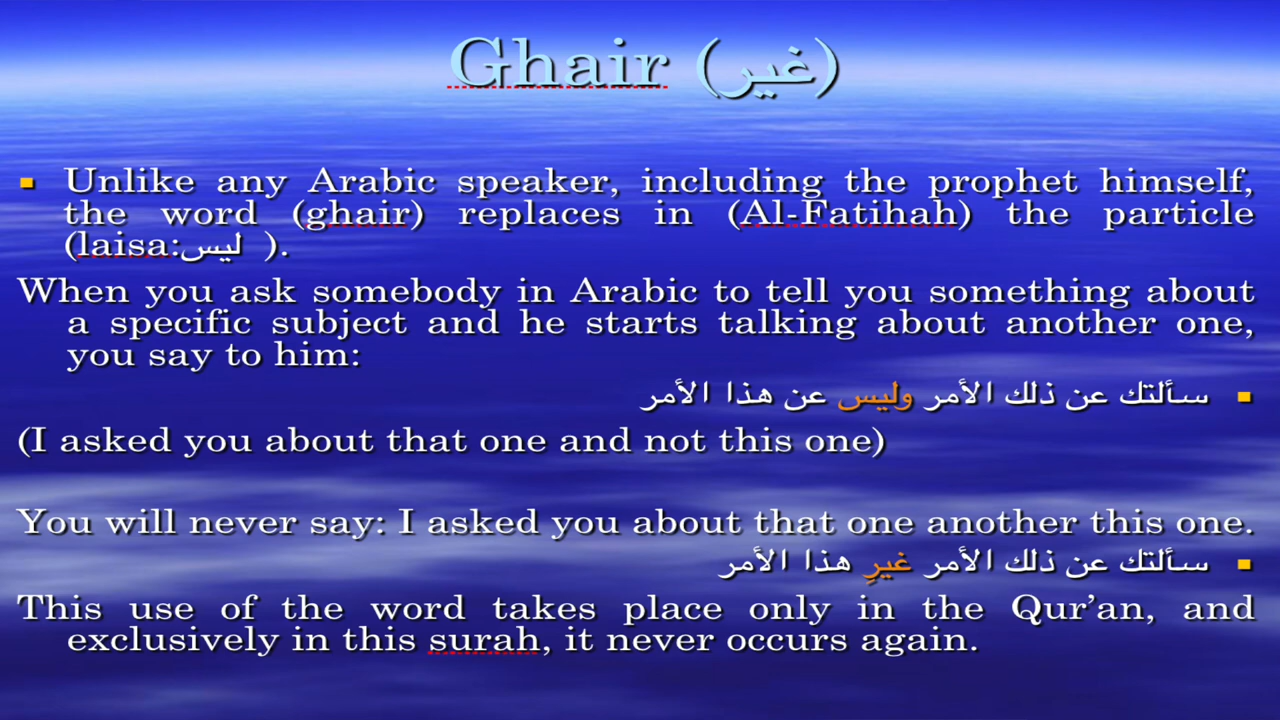 Ghair (غير)
Unlike any Arabic speaker, including the prophet himself,
the word (ghair) replaces in (Al-Fatihah) the particle
(laisa:ليس ).
When you ask somebody in Arabic to tell you something about
a specific subject and he starts talking about another one,
you say to him:
سألتك عن ذلك الأمر وليس عن هذا الأمر
(I asked you about that one and not this one)
You will never say: I asked you about that one another this one.
سألتك عن ذلك الأمر غيرِ هذا الأمر
This use of the word takes place only in the Qur’an, and
exclusively in this surah, it never occurs again.